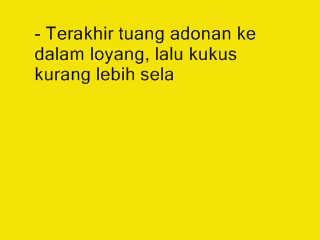 - Terakhir tuang adonan ke
dalam loyang, lalu kukus
kurang lebih sela